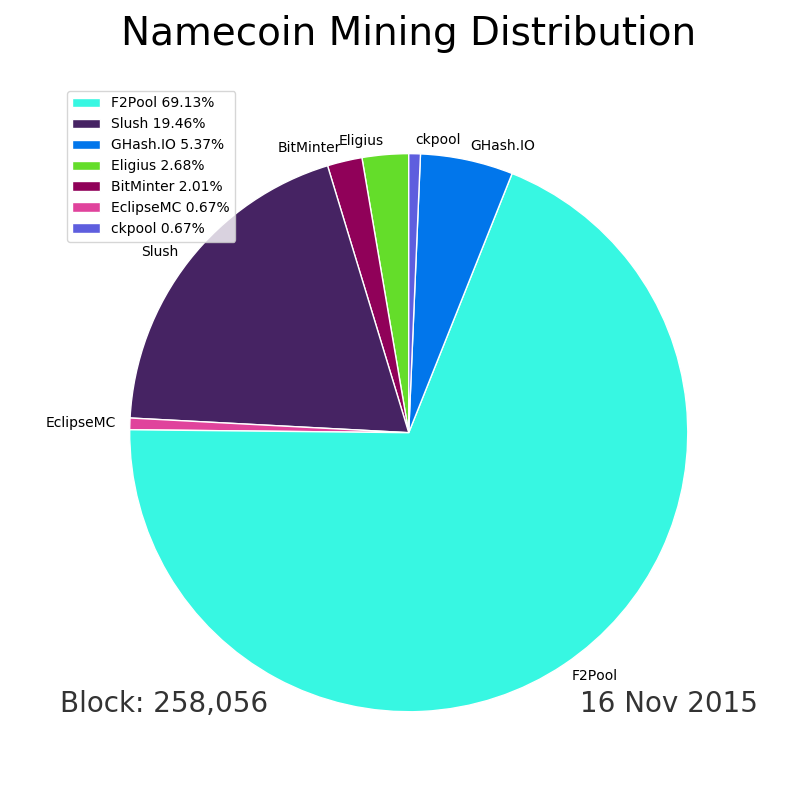 Namecoin Mining Distribution
F2Pool 69.13%
Slush 19.46%
GHash.IO 5.37%
Eligius 2.68%
BitMinter 2.01%
EclipseMC 0.67%
ckpool 0.67%
BitMinter
Eligius
ckpool
GHash.IO
Slush
EclipseMC
F2Pool
Block: 258,056
16 Nov 2015